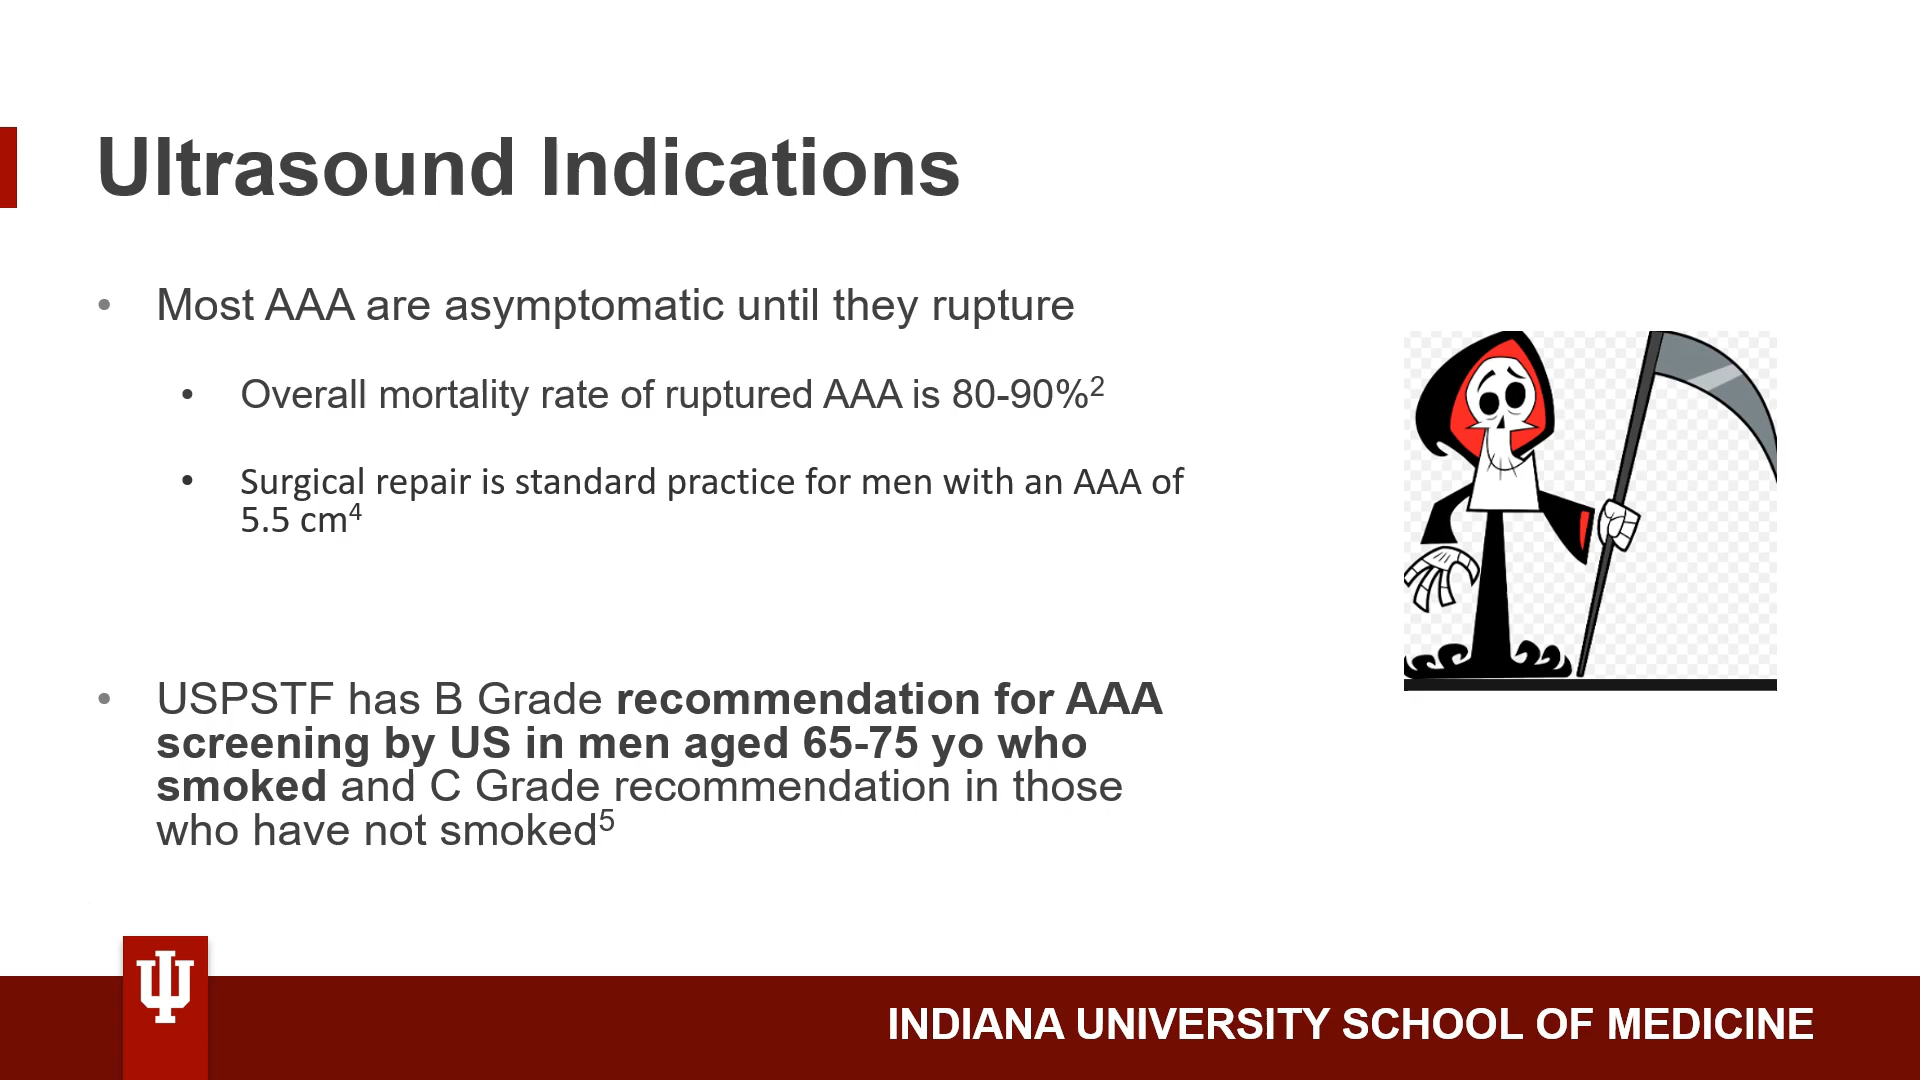 Ultrasound Indications
• Most AAA are asymptomatic until they rupture
• Overall mortality rate of ruptured AAA is 80-90%²
• Surgical repair is standard practice for men with an AAA of
5.5 cm⁴
• USPSTF has B Grade recommendation for AAA
screening by US in men aged 65-75 yo who
smoked and C Grade recommendation in those
who have not smoked⁵
INDIANA UNIVERSITY SCHOOL OF MEDICINE